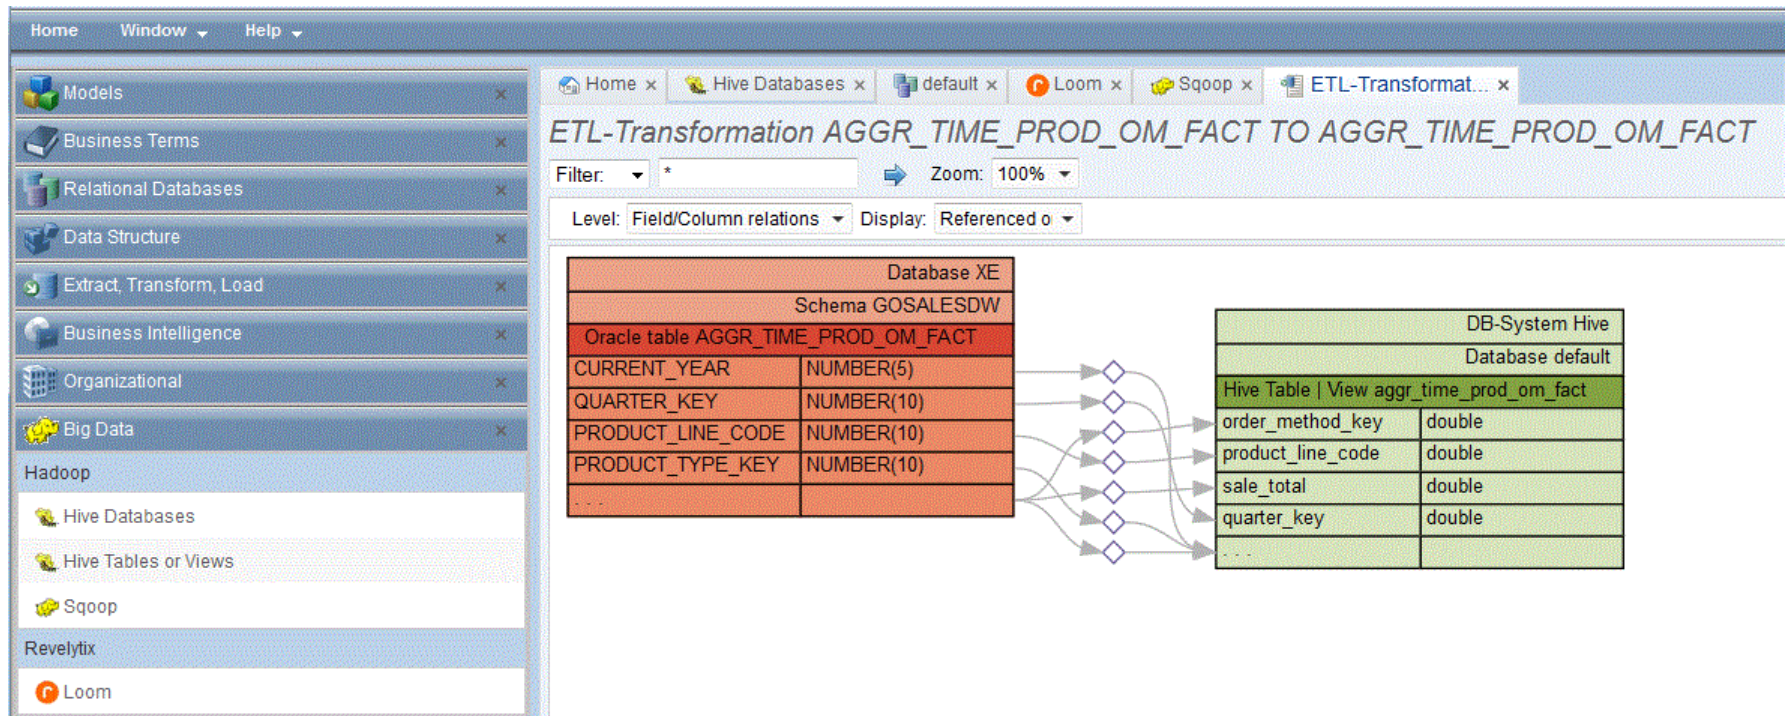 Home Window Help
Models
Business Terms
Relational Databases
Data Structure
Extract, Transform, Load
Business Intelligence
Organizational
Big Data
Hadoop
Hive Databases
Hive Tables or Views
Sqoop
Revelytix
Loom
Home x Hive Databases x default x Loom x Sqoop x ETL-Transformat... x
ETL-Transformation AGGR_TIME_PROD_OM_FACT TO AGGR_TIME_PROD_OM_FACT
Filter: * Zoom: 100%
Level: Field/Column relations Display: Referenced o
Database XE
Schema GOSALESDW
Oracle table AGGR_TIME_PROD_OM_FACT
CURRENT_YEAR NUMBER(5)
QUARTER_KEY NUMBER(10)
PRODUCT_LINE_CODE NUMBER(10)
PRODUCT_TYPE_KEY NUMBER(10)
. . .
DB-System Hive
Database default
Hive Table | View aggr_time_prod_om_fact
order_method_key double
product_line_code double
sale_total double
quarter_key double
. . .